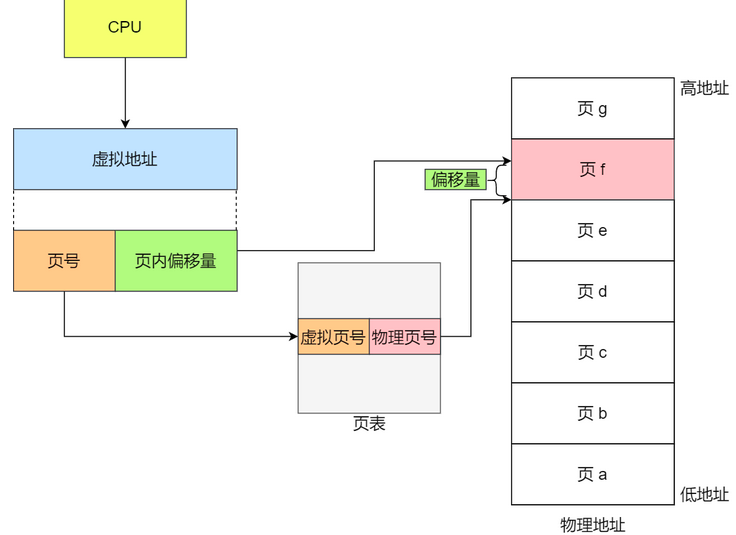 CPU
虚拟地址
页号
页内偏移量
虚拟页号
物理页号
页表
偏移量
高地址
页 g
页 f
页 e
页 d
页 c
页 b
页 a
低地址
物理地址